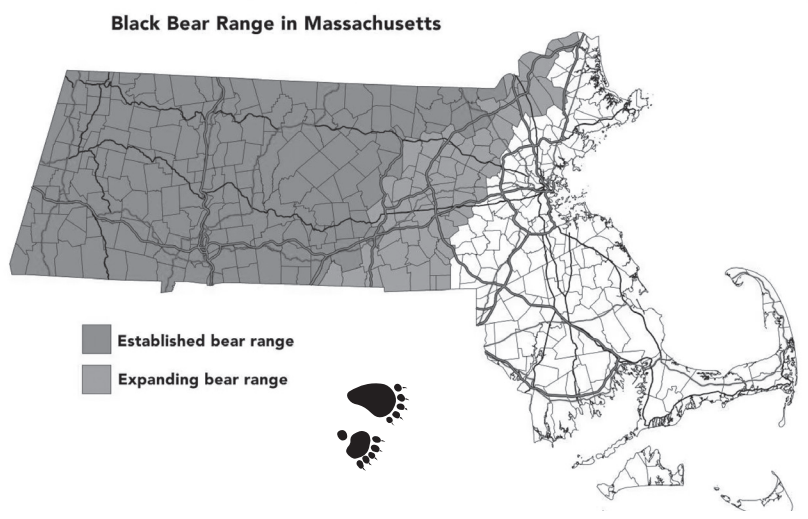 Black Bear Range in Massachusetts
Established bear range
Expanding bear range